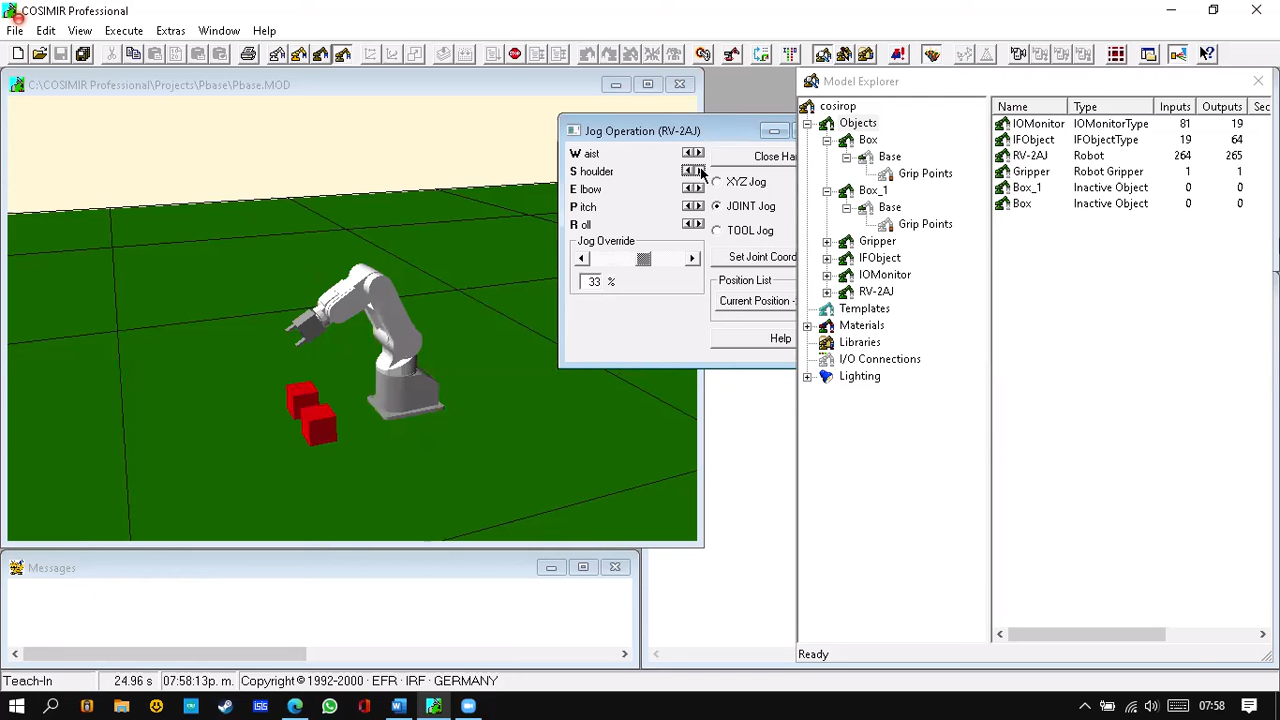 COSIMIR Professional
File Edit View Execute Extras Window Help
C:\COSIMIR Professional\Projects\Pbase\Pbase.MOD
Jog Operation (RV-2AJ)
W aist
S houlder
E lbow
P itch
R oll
Jog Override
33 %
Close Ha
XYZ Jog
JOINT Jog
TOOL Jog
Set Joint Coord
Position List
Current Position -
Help
Model Explorer
cosirop
Objects
Box
Base
Grip Points
Box_1
Base
Grip Points
Gripper
IFObject
IOMonitor
RV-2AJ
Templates
Materials
Libraries
I/O Connections
Lighting
Name Type Inputs Outputs Sec
IOMonitor IOMonitorType 81 19
IFObject IFObjectType 19 64
RV-2AJ Robot 264 265
Gripper Robot Gripper 1 1
Box_1 Inactive Object 0 0
Box Inactive Object 0 0
Ready
Messages
Teach-In 24.96 s 07:58:13p. m. Copyright © 1992-2000 · EFR · IRF · GERMANY
07:58